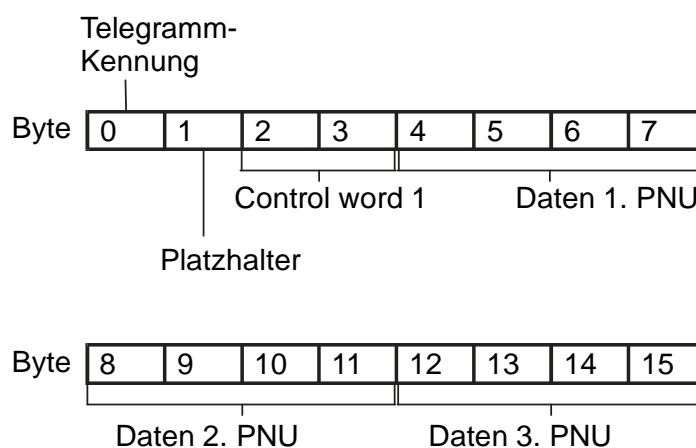 Telegramm-
Kennung
Byte 0 1 2 3 4 5 6 7
Control word 1 Daten 1. PNU
Platzhalter
Byte 8 9 10 11 12 13 14 15
Daten 2. PNU Daten 3. PNU